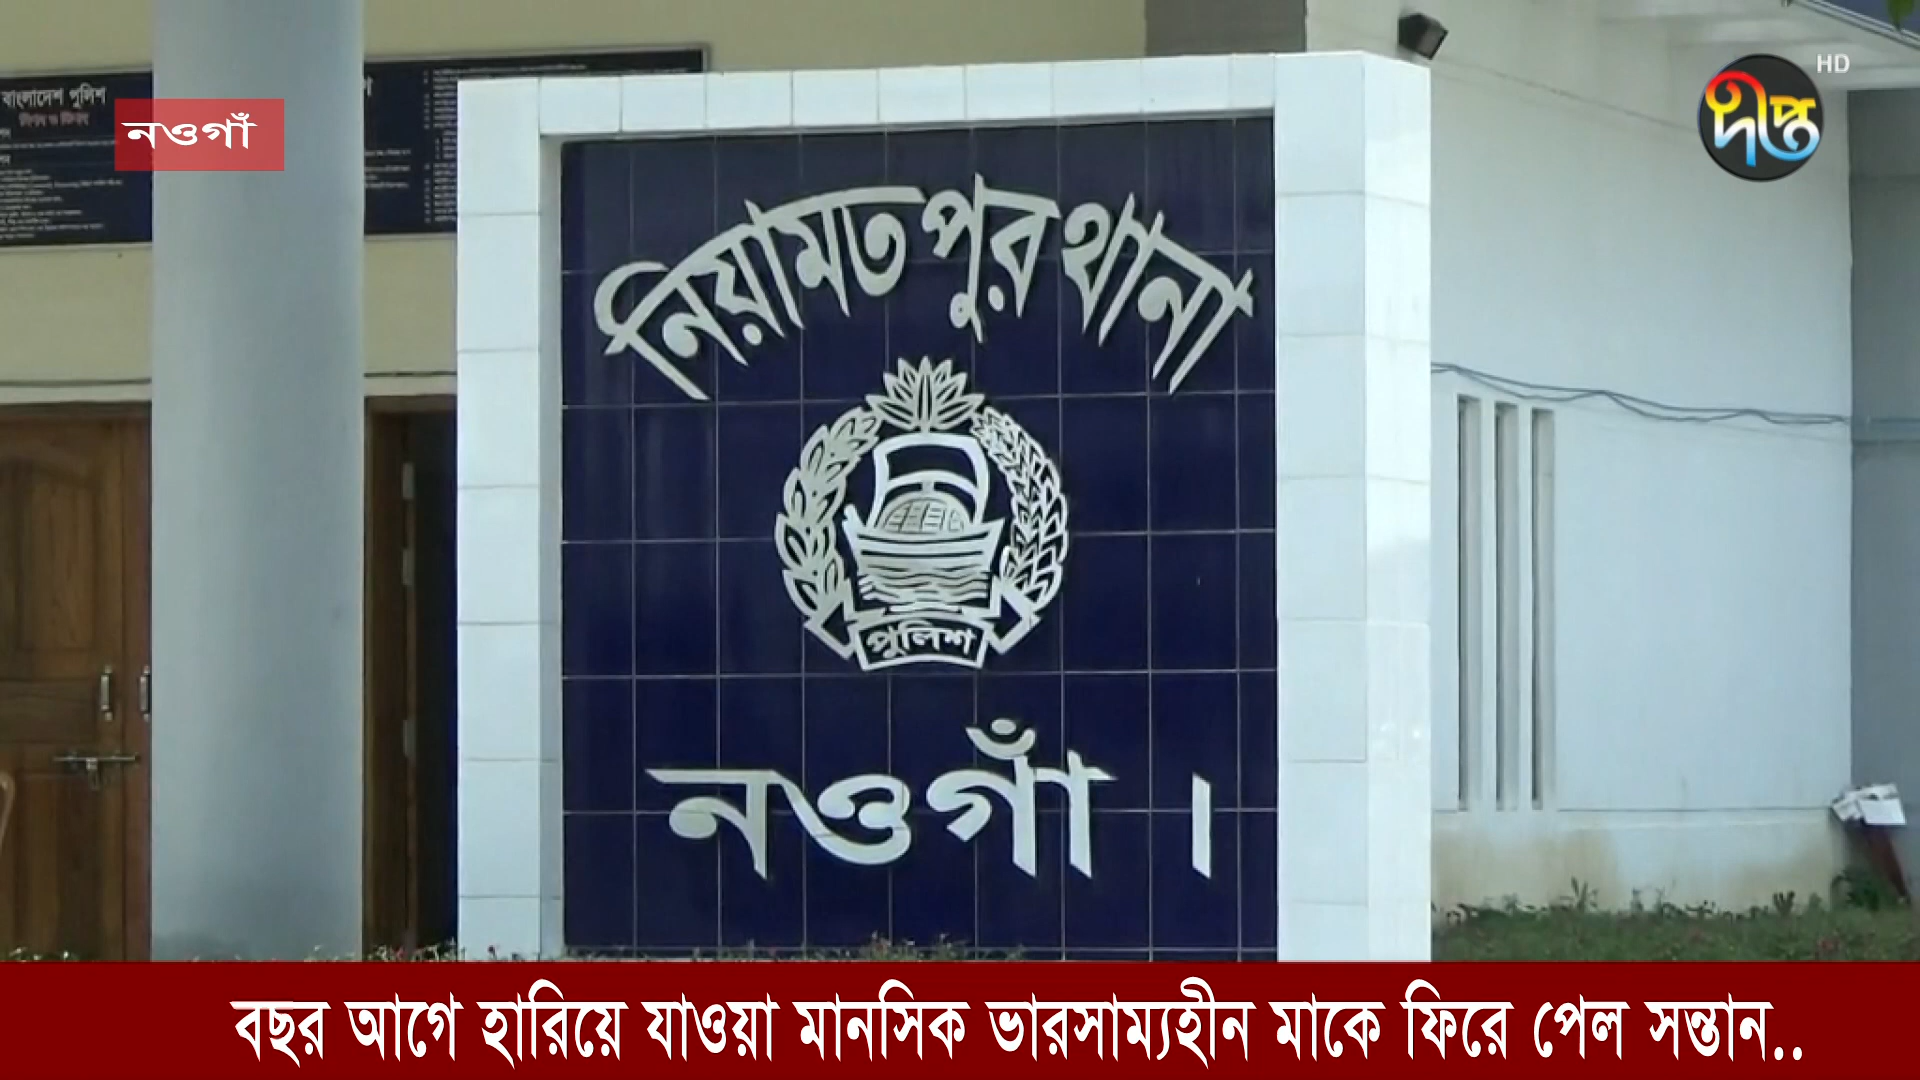 বাংলাদেশ পুলিশ
নওগাঁ
দীপ্ত
HD
নিয়ামতপুর থানা
পুলিশ
নওগাঁ ।
বছর আগে হারিয়ে যাওয়া মানসিক ভারসাম্যহীন মাকে ফিরে পেল সন্তান..